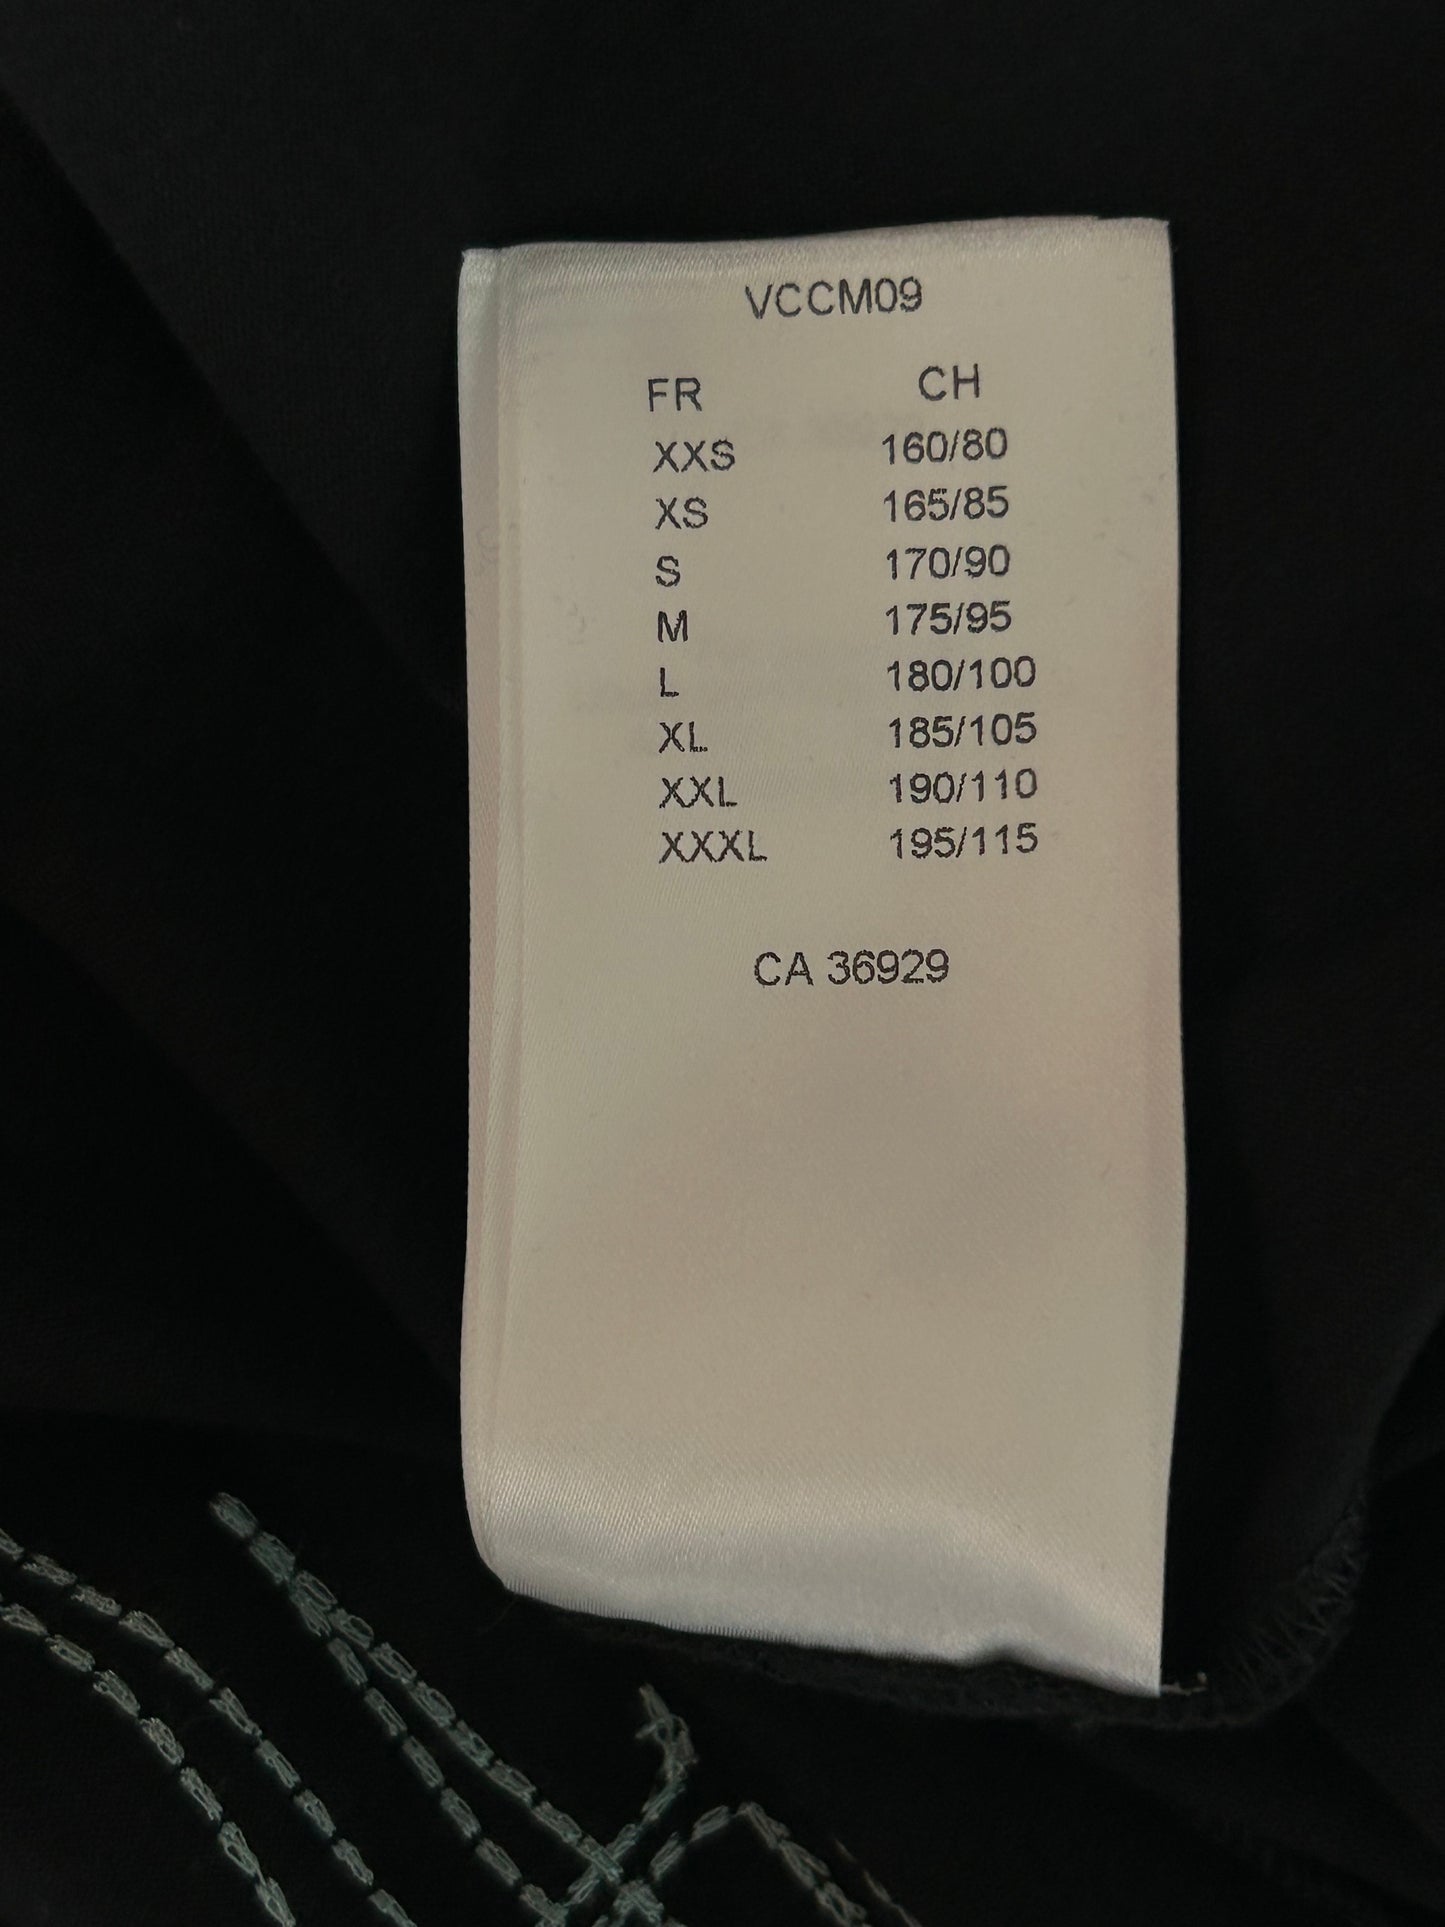 VCCM09
FR CH
XXS 160/80
XS 165/85
S 170/90
M 175/95
L 180/100
XL 185/105
XXL 190/110
XXXL 195/115
CA 36929